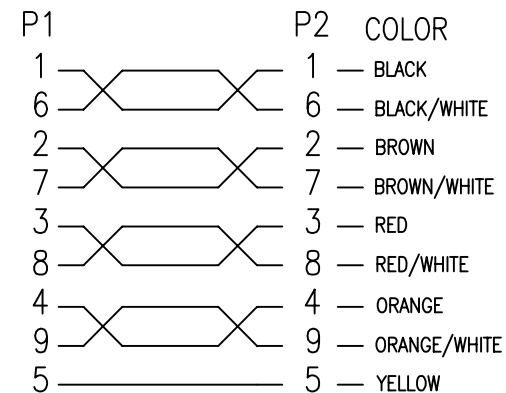 P1 P2 COLOR
1 1 BLACK
6 6 BLACK/WHITE
2 2 BROWN
7 7 BROWN/WHITE
3 3 RED
8 8 RED/WHITE
4 4 ORANGE
9 9 ORANGE/WHITE
5 5 YELLOW